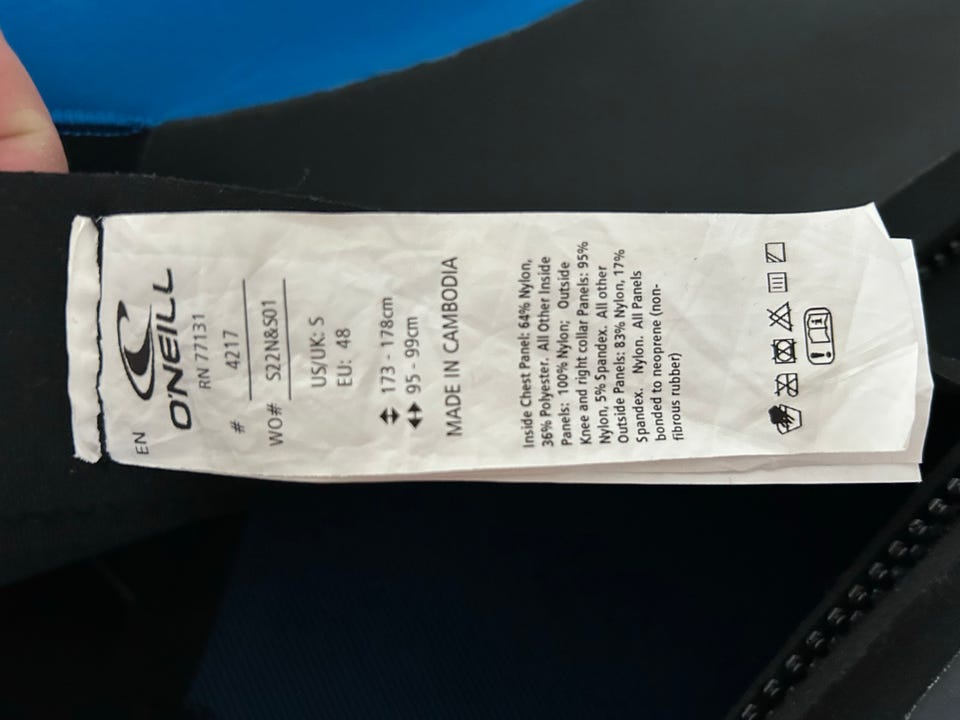 EN
O'NEILL
RN 77131
# 4217
WO# S22N&S01
US/UK: S
EU: 48
173 - 178cm
95 - 99cm
MADE IN CAMBODIA
Inside Chest Panel: 64% Nylon,
36% Polyester. All Other Inside
Panels: 100% Nylon; Outside
Knee and right collar Panels: 95%
Nylon, 5% Spandex. All other
Outside Panels: 83% Nylon, 17%
Spandex. Nylon. All Panels
bonded to neoprene (non-
fibrous rubber)